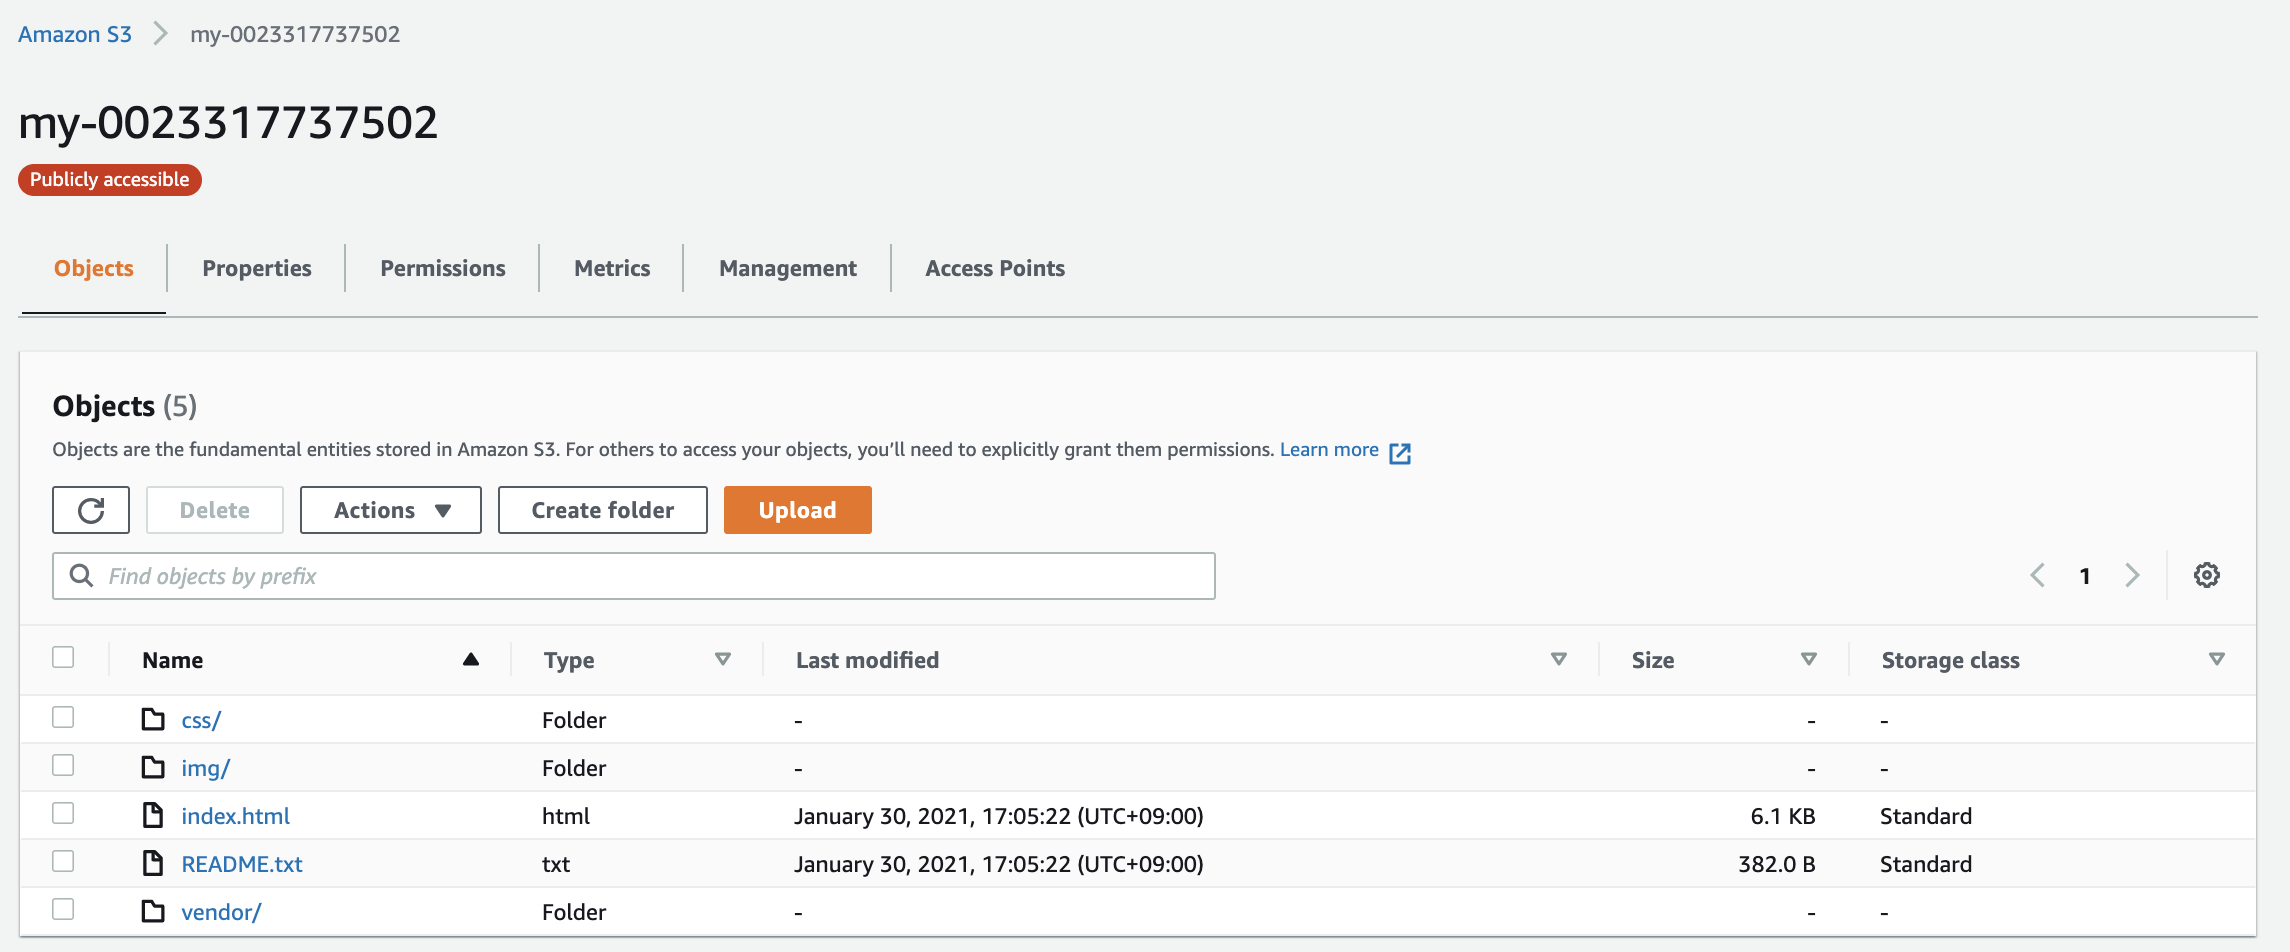 Amazon S3 my-0023317737502
my-0023317737502
Publicly accessible
Objects Properties Permissions Metrics Management Access Points
Objects (5)
Objects are the fundamental entities stored in Amazon S3. For others to access your objects, you’ll need to explicitly grant them permissions. Learn more
Delete Actions Create folder Upload
Find objects by prefix 1
Name Type Last modified Size Storage class
css/ Folder - - -
img/ Folder - - -
index.html html January 30, 2021, 17:05:22 (UTC+09:00) 6.1 KB Standard
README.txt txt January 30, 2021, 17:05:22 (UTC+09:00) 382.0 B Standard
vendor/ Folder - - -